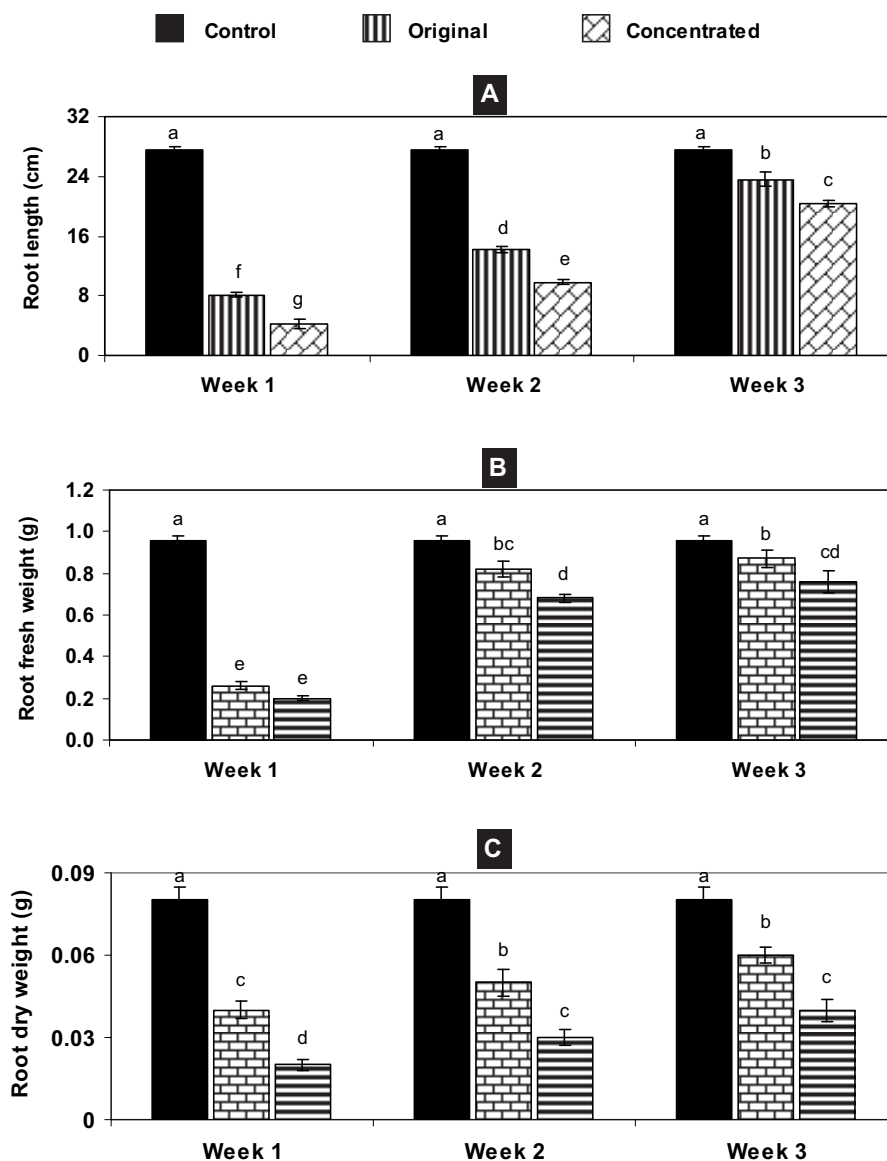 Control Original Concentrated
A
Root length (cm)
32
24
16
8
0
a f g a d e a b c
Week 1 Week 2 Week 3
B
Root fresh weight (g)
1.2
1.0
0.8
0.6
0.4
0.2
0.0
a e e a bc d a b cd
Week 1 Week 2 Week 3
C
Root dry weight (g)
0.09
0.06
0.03
0
a c d a b c a b c
Week 1 Week 2 Week 3